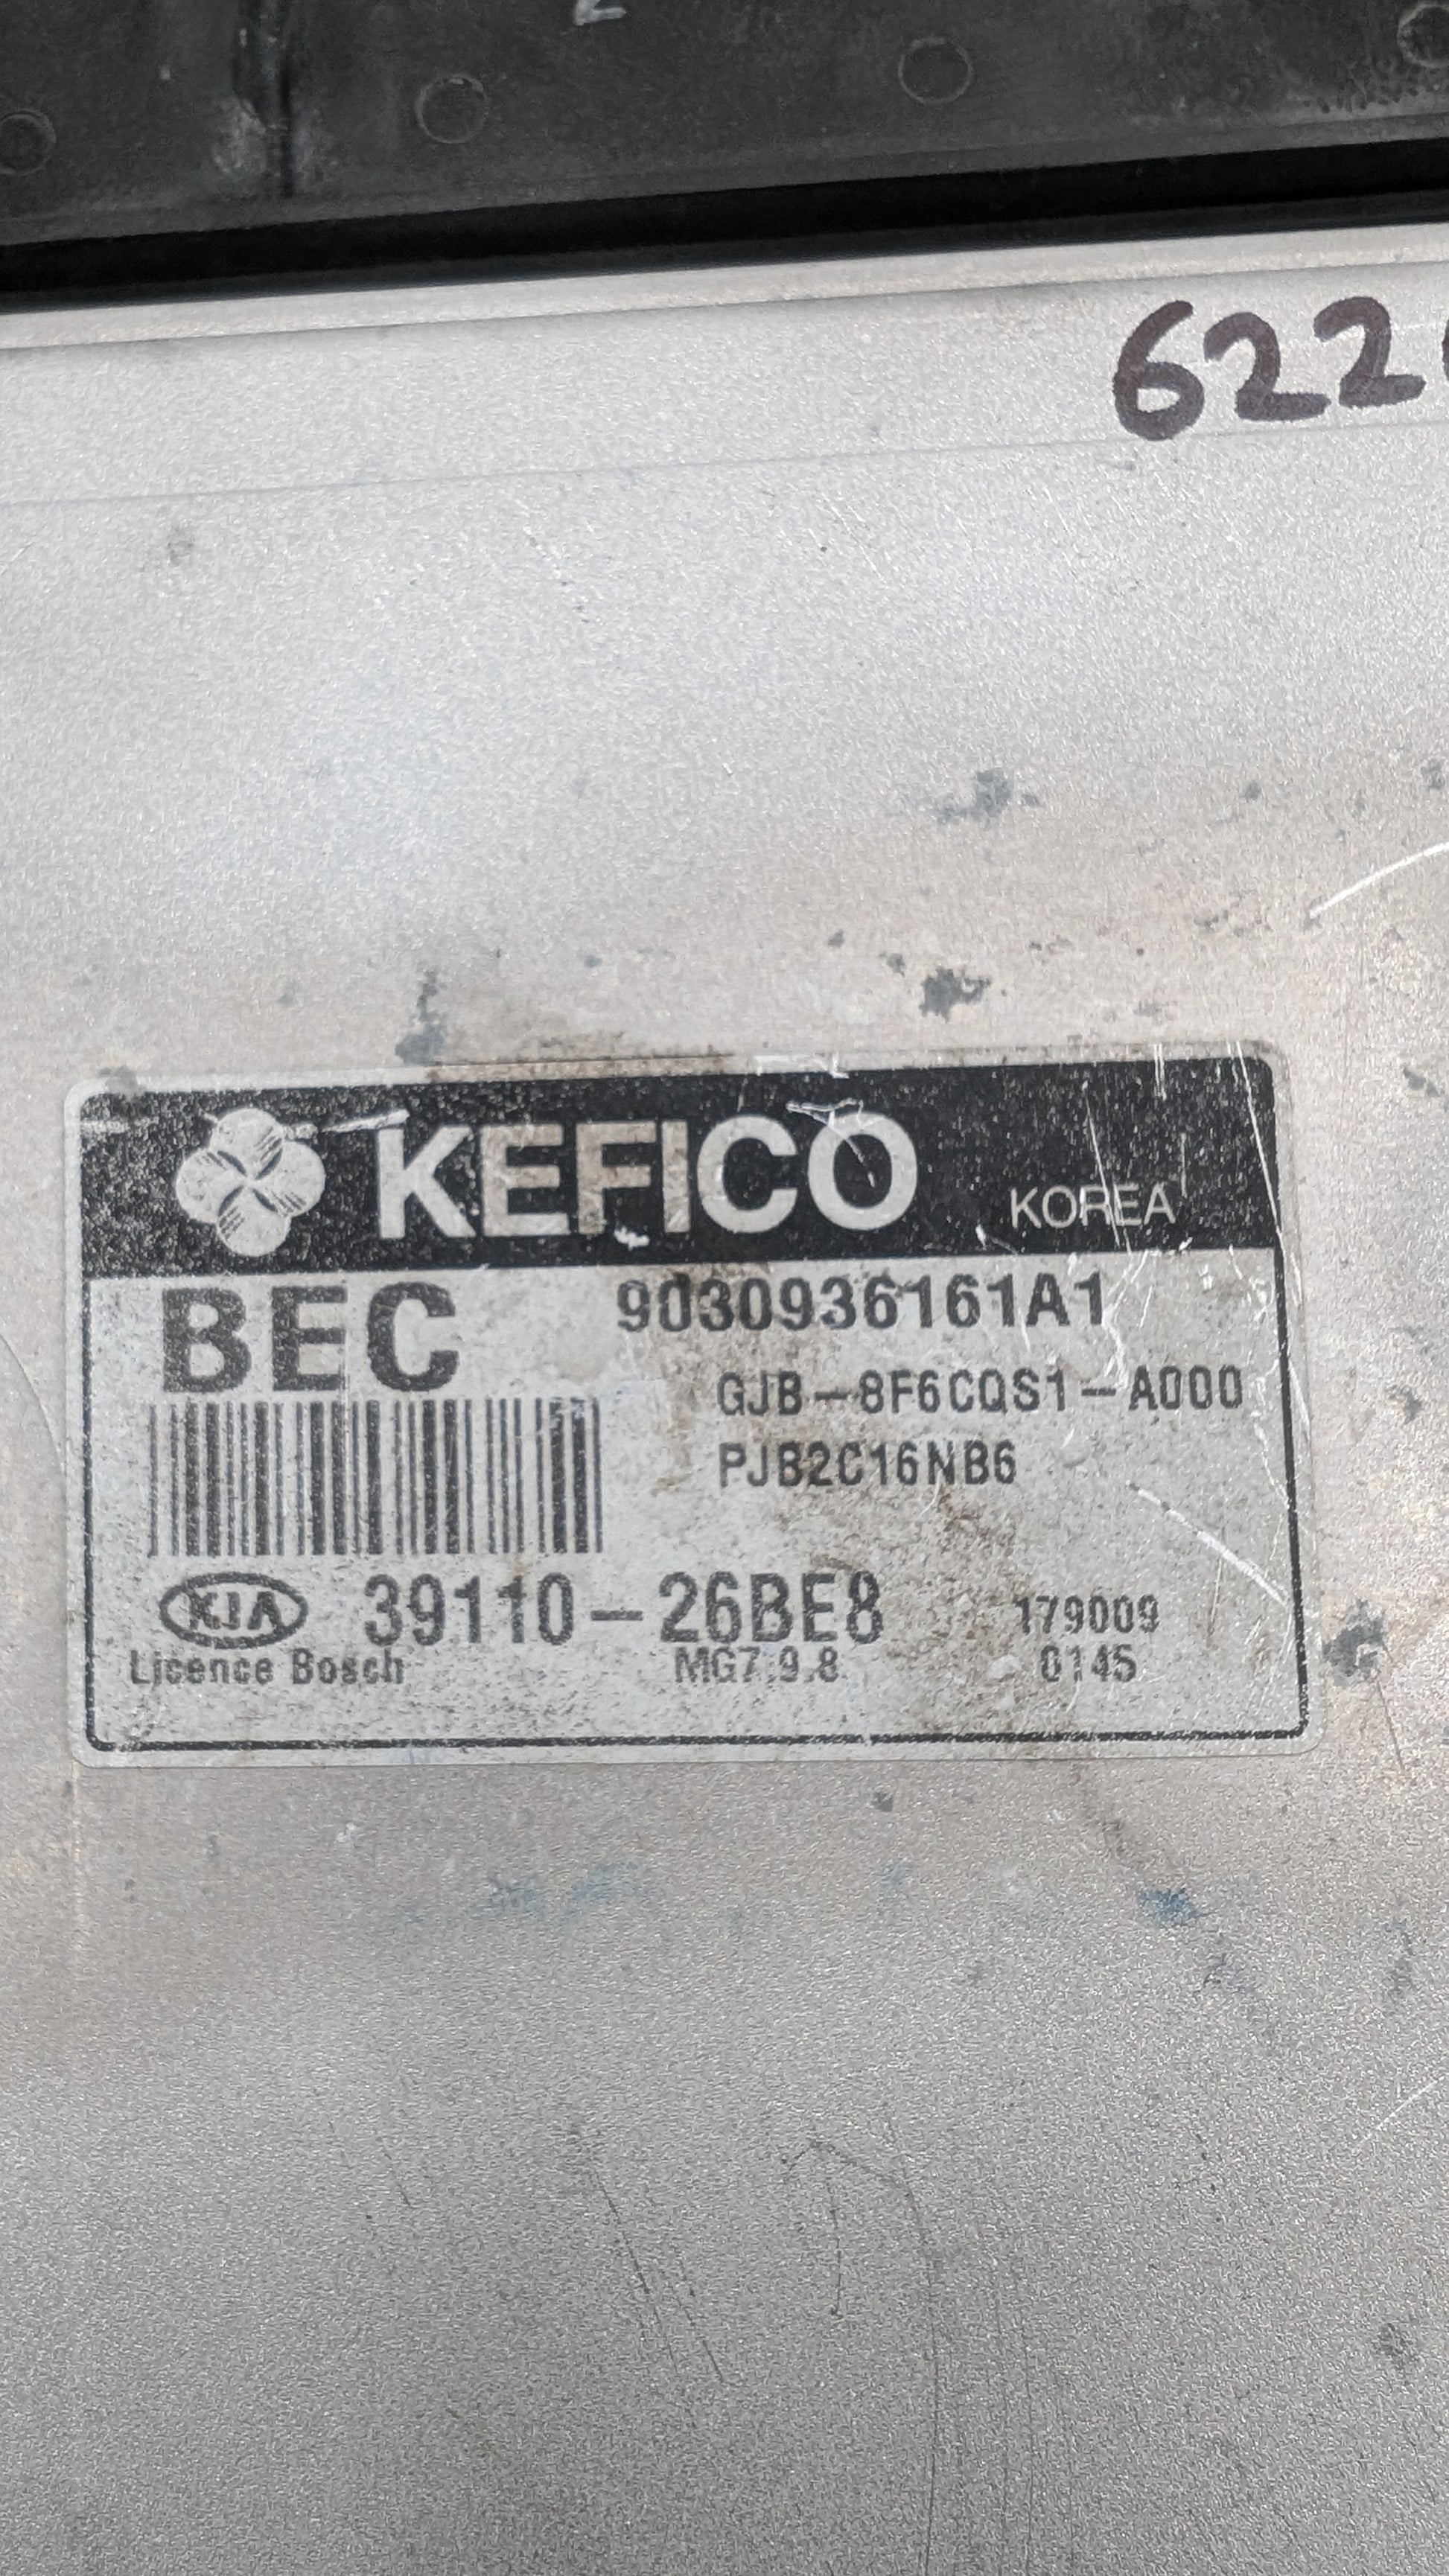 622
KEFICO KOREA
BEC 9030936161A1
GJB-8F6CQS1-A000
PJB2C16NB6
KIA 39110-26BE8 179009
Licence Bosch MG7.9.8 0145